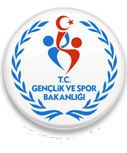 T.C.
GENÇLİK VE SPOR
BAKANLIĞI